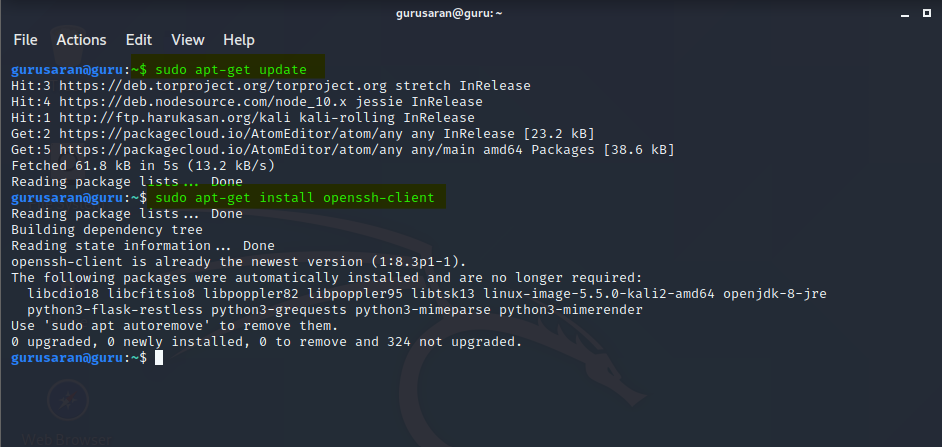 gurusaran@guru: ~
File Actions Edit View Help
gurusaran@guru:~$ sudo apt-get update
Hit:3 https://deb.torproject.org/torproject.org stretch InRelease
Hit:4 https://deb.nodesource.com/node_10.x jessie InRelease
Hit:1 http://ftp.harukasan.org/kali kali-rolling InRelease
Get:2 https://packagecloud.io/AtomEditor/atom/any any InRelease [23.2 kB]
Get:5 https://packagecloud.io/AtomEditor/atom/any any/main amd64 Packages [38.6 kB]
Fetched 61.8 kB in 5s (13.2 kB/s)
Reading package lists... Done
gurusaran@guru:~$ sudo apt-get install openssh-client
Reading package lists... Done
Building dependency tree
Reading state information... Done
openssh-client is already the newest version (1:8.3p1-1).
The following packages were automatically installed and are no longer required:
  libcdio18 libcfitsio8 libpoppler82 libpoppler95 libtsk13 linux-image-5.5.0-kali2-amd64 openjdk-8-jre
  python3-flask-restless python3-grequests python3-mimeparse python3-mimerender
Use 'sudo apt autoremove' to remove them.
0 upgraded, 0 newly installed, 0 to remove and 324 not upgraded.
gurusaran@guru:~$
Web Browser